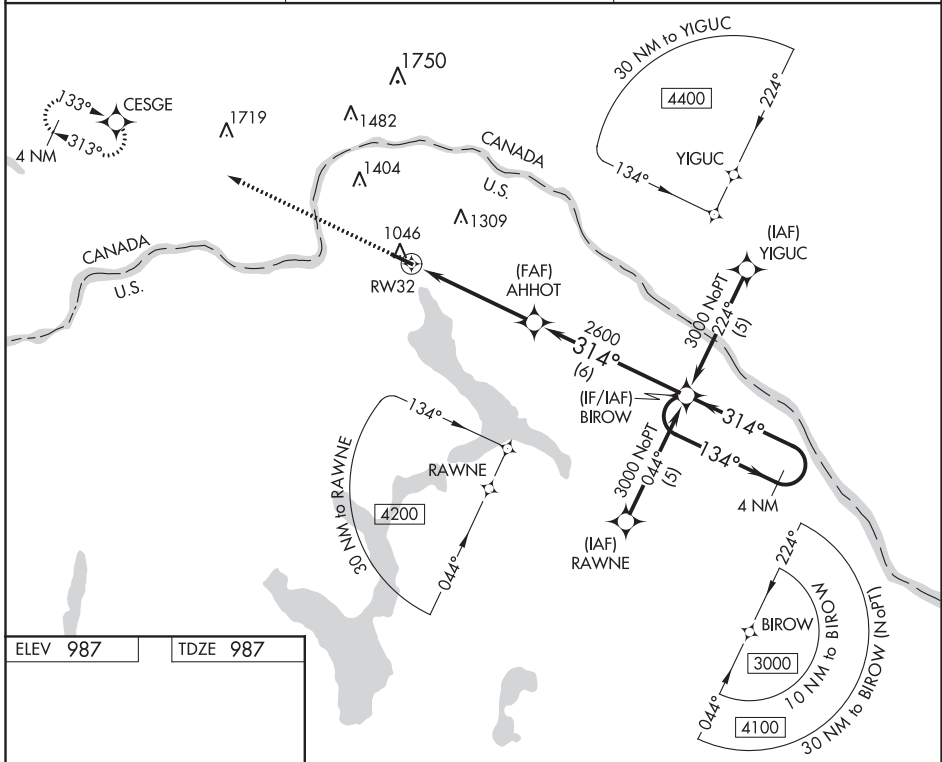 1750
30 NM to YIGUC
4400
224°
134°
YIGUC
133°
CESGE
313°
4 NM
1719
1482
CANADA
U.S.
1404
1309
1046
RW32
CANADA
U.S.
(IAF)
YIGUC
(FAF)
AHHOT
3000 NoPT
224°
(5)
2600
314°
(6)
(IF/IAF)
BIROW
314°
134°
4 NM
3000 NoPT
044°
(5)
(IAF)
RAWNE
134°
RAWNE
30 NM to RAWNE
4200
044°
224°
BIROW
3000
10 NM to BIROW
044°
4100
30 NM to BIROW (NoPT)
ELEV 987
TDZE 987